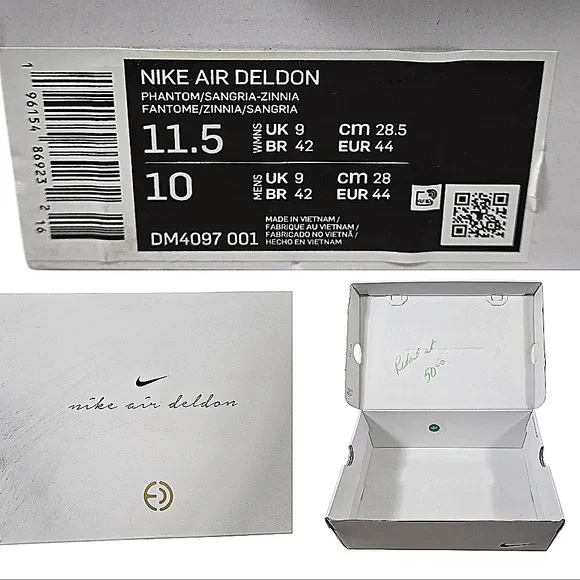 NIKE AIR DELDON
PHANTOM/SANGRIA-ZINNIA
FANTOME/ZINNIA/SANGRIA
11.5 WMNS UK 9 cm 28.5
BR 42 EUR 44
10 MENS UK 9 cm 28
BR 42 EUR 44
DM4097 001
MADE IN VIETNAM /
FABRIQUE AU VIETNAM /
FABRICADO NO VIETNÃ /
HECHO EN VIETNAM
1 96154 86923 2 16
nike air deldon
at
50⁰⁰